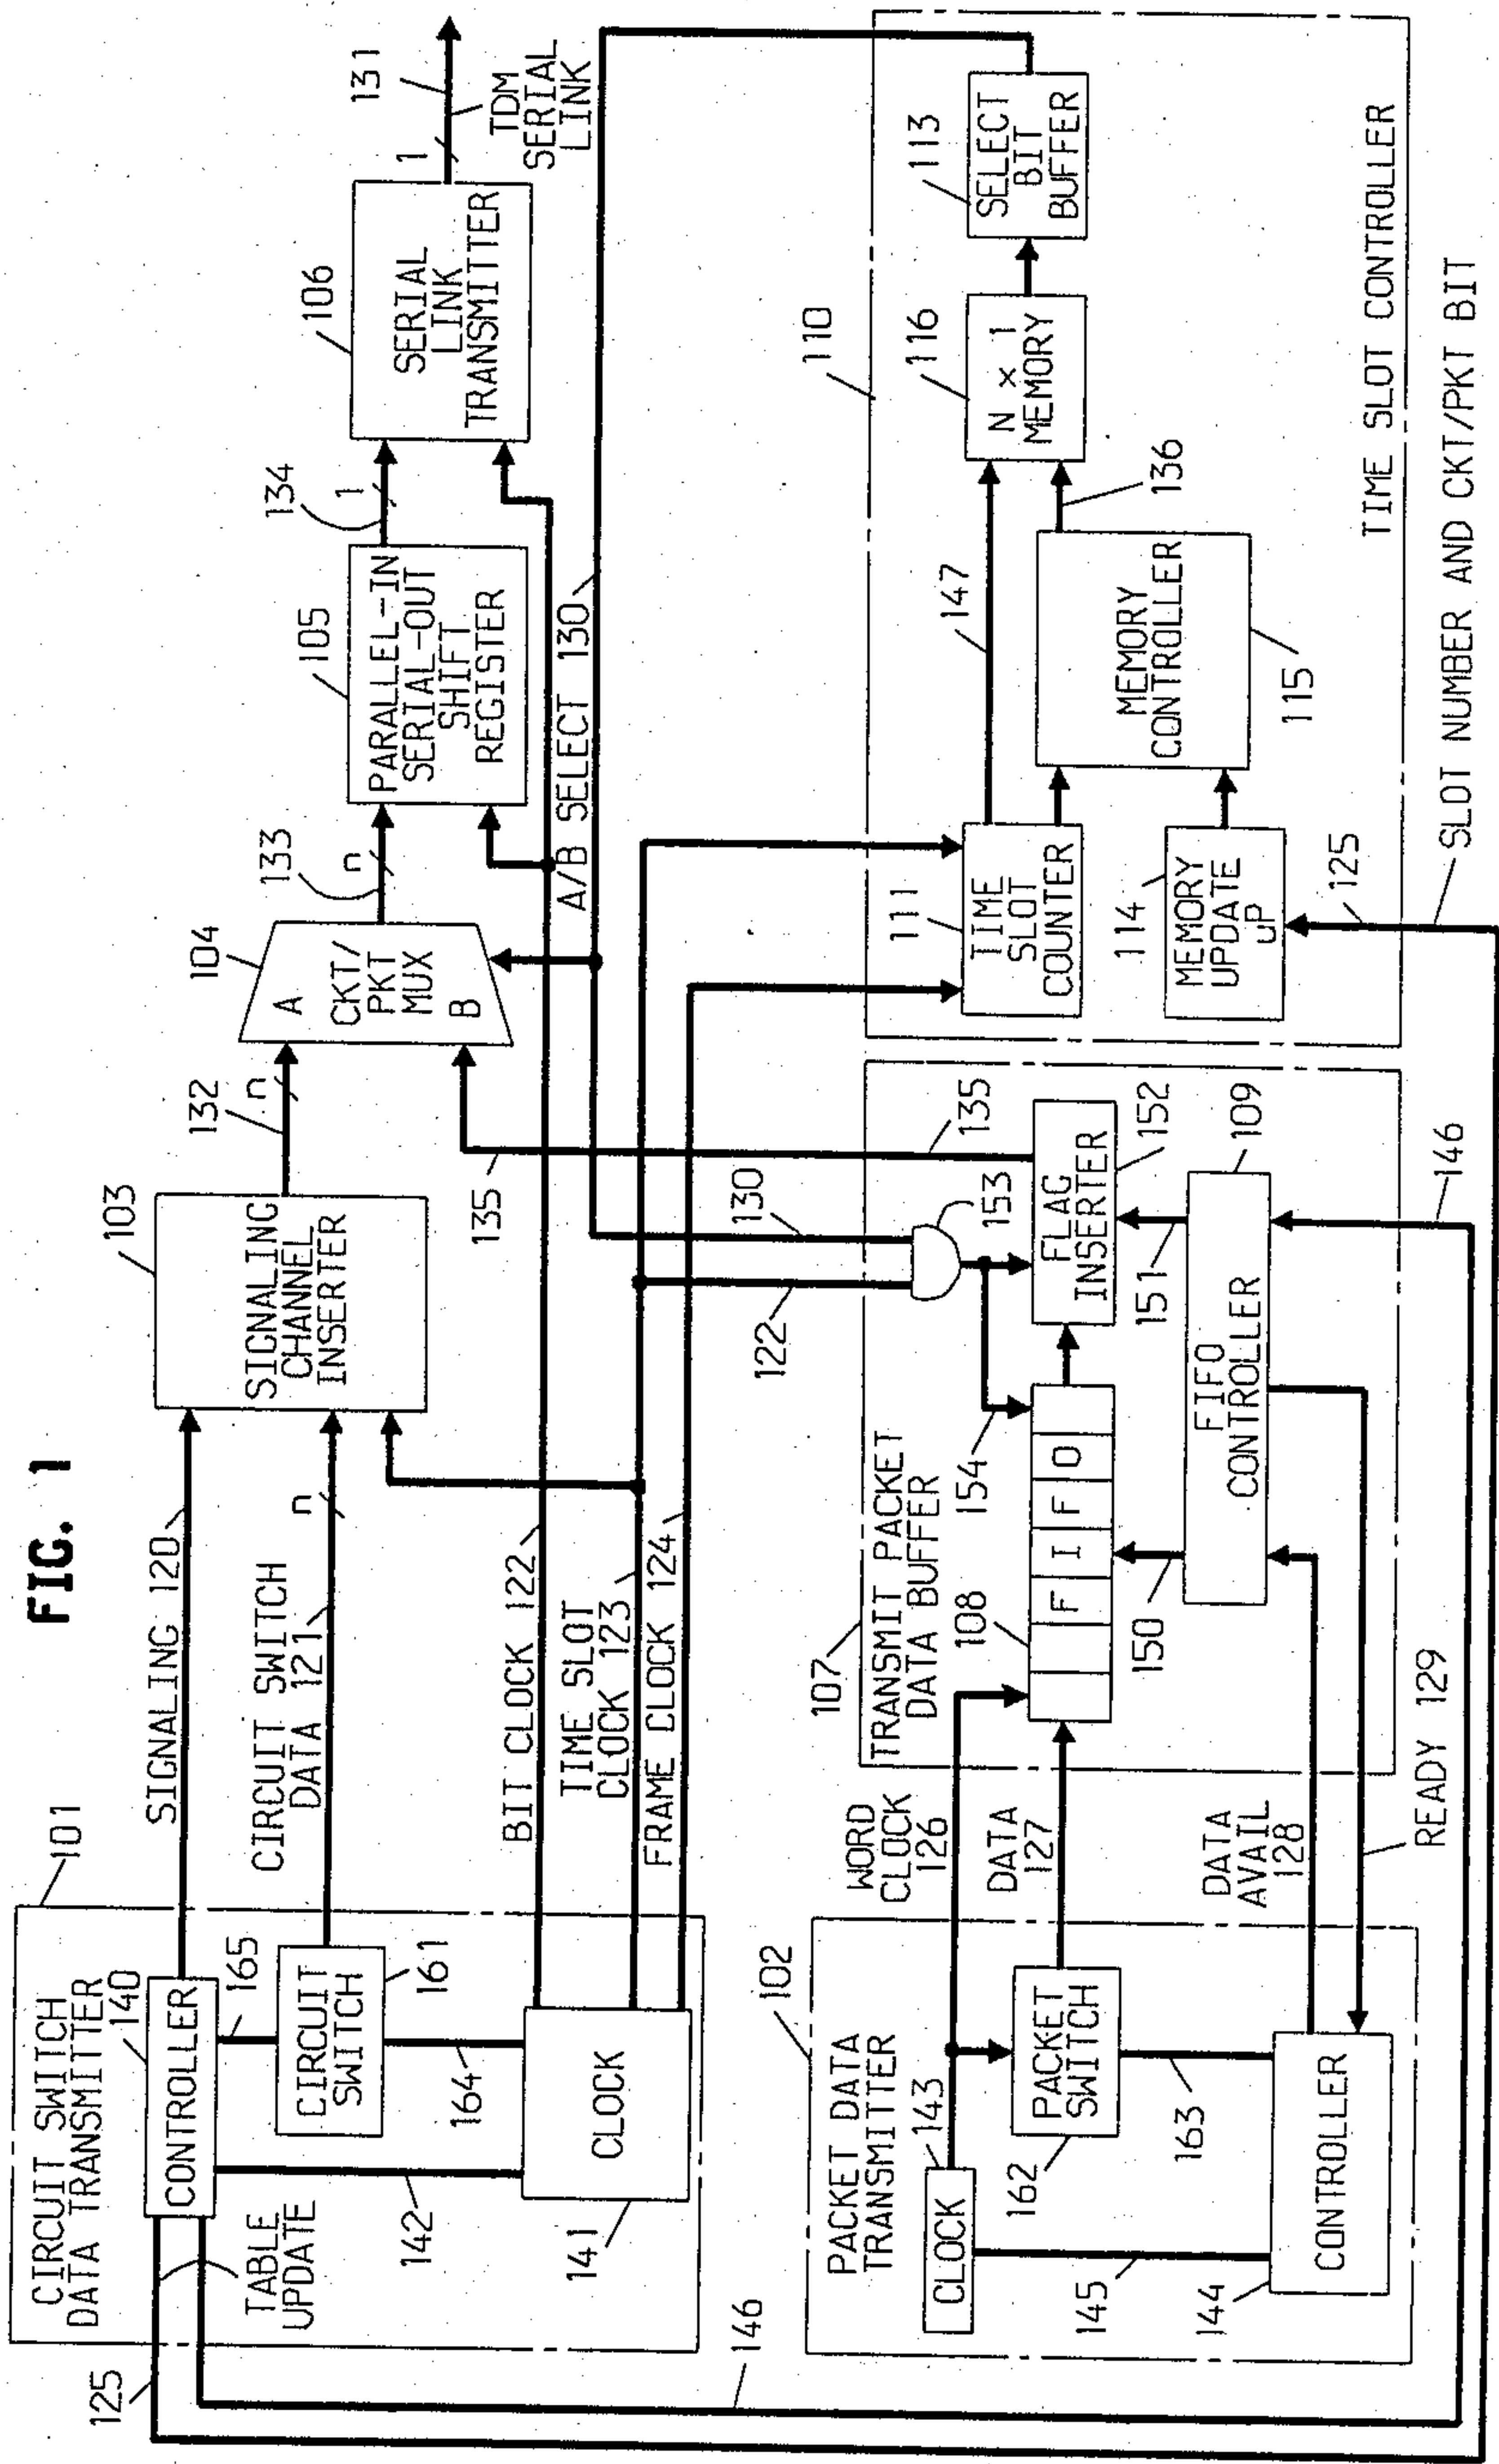 FIG. 1
CIRCUIT SWITCH
DATA TRANSMITTER
101
140
CONTROLLER
165
CIRCUIT
SWITCH
161
164
142
CLOCK
141
TABLE
UPDATE
125
146
SIGNALING 120
CIRCUIT SWITCH
DATA 121
n
BIT CLOCK 122
TIME SLOT
CLOCK 123
FRAME CLOCK 124
103
SIGNALING
CHANNEL
INSERTER
132
n
104
A
CKT/
PKT
MUX
B
133
n
105
PARALLEL-IN
SERIAL-OUT
SHIFT
REGISTER
134
1
106
SERIAL
LINK
TRANSMITTER
1
131
TDM
SERIAL
LINK
A/B SELECT 130
135
PACKET DATA
TRANSMITTER
102
CLOCK
143
PACKET
SWITCH
162
163
145
144
CONTROLLER
WORD
CLOCK
126
DATA
127
DATA
AVAIL
128
READY 129
107
TRANSMIT PACKET
DATA BUFFER
108
F I F O
154
122
130
153
135
FLAG
INSERTER
152
150
151
FIFO
CONTROLLER
109
146
110
111
TIME
SLOT
COUNTER
114
MEMORY
UPDATE
uP
125
147
MEMORY
CONTROLLER
115
136
116
N × 1
MEMORY
113
SELECT
BIT
BUFFER
TIME SLOT CONTROLLER
SLOT NUMBER AND CKT/PKT BIT